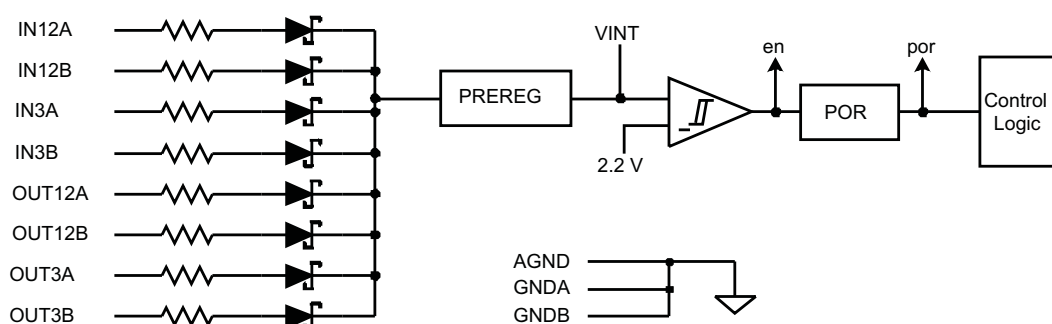 IN12A
IN12B
IN3A
IN3B
OUT12A
OUT12B
OUT3A
OUT3B
PREREG
VINT
2.2 V
en
POR
por
Control
Logic
AGND
GNDA
GNDB